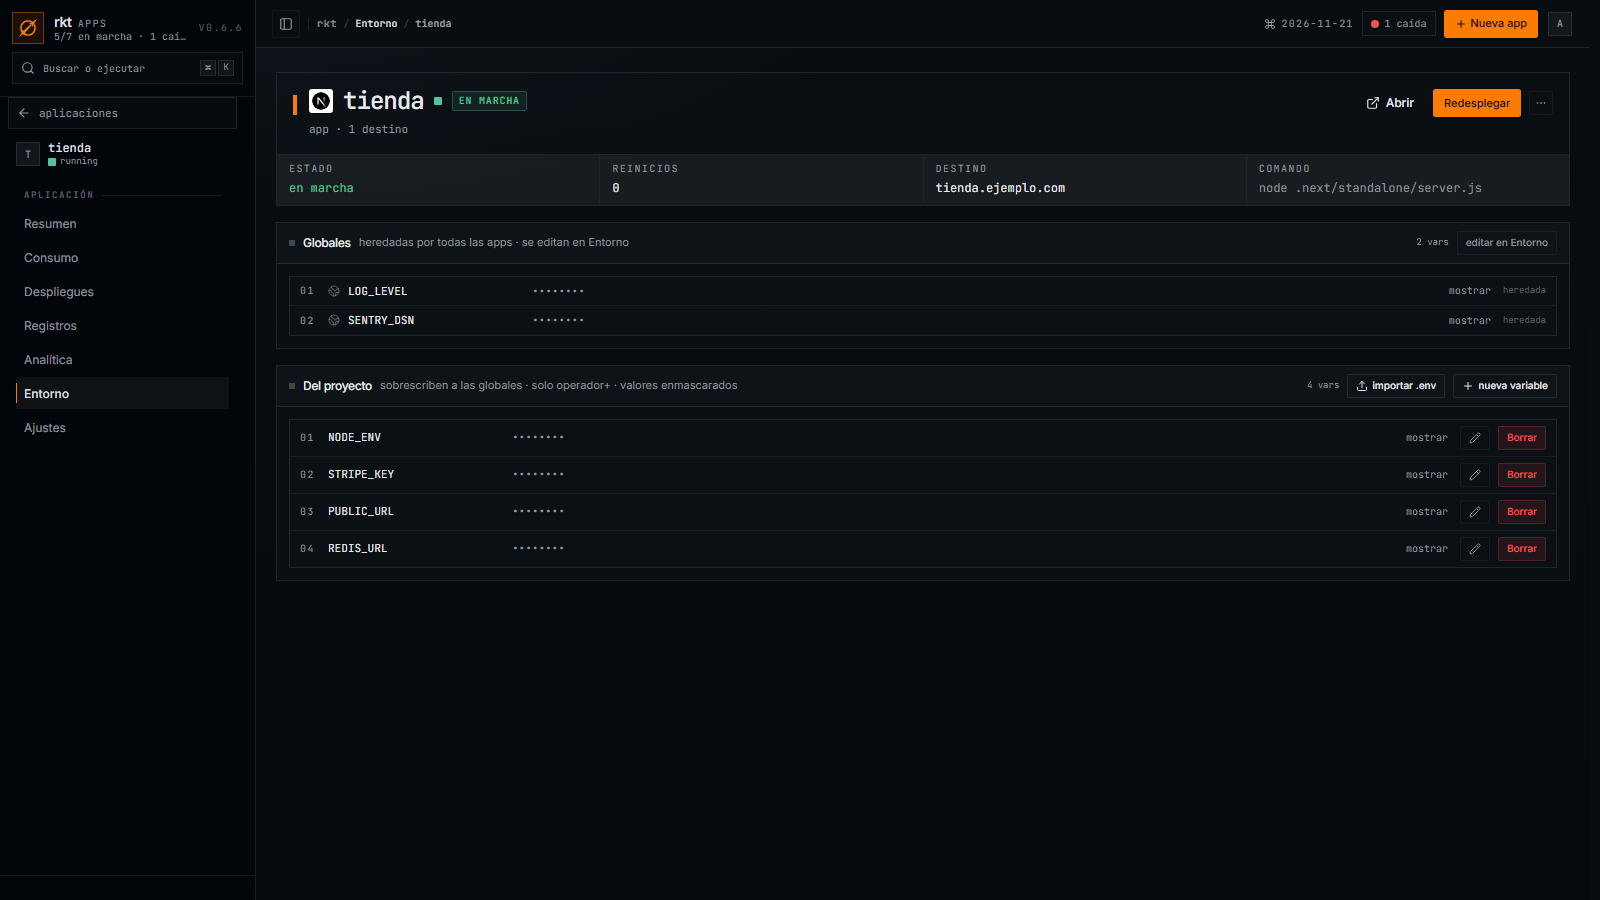 rkt APPS
5/7 en marcha · 1 caí…
V0.6.6
Buscar o ejecutar
⌘ K
aplicaciones
T
tienda
running
APLICACIÓN
Resumen
Consumo
Despliegues
Registros
Analítica
Entorno
Ajustes
rkt / Entorno / tienda
⌘ 2026-11-21
1 caída
+ Nueva app
A
N
tienda
EN MARCHA
app · 1 destino
Abrir
Redesplegar
···
ESTADO
en marcha
REINICIOS
0
DESTINO
tienda.ejemplo.com
COMANDO
node .next/standalone/server.js
Globales heredadas por todas las apps · se editan en Entorno
2 vars
editar en Entorno
01 LOG_LEVEL •••••••• mostrar heredada
02 SENTRY_DSN •••••••• mostrar heredada
Del proyecto sobrescriben a las globales · solo operador+ · valores enmascarados
4 vars
importar .env
+ nueva variable
01 NODE_ENV •••••••• mostrar Borrar
02 STRIPE_KEY •••••••• mostrar Borrar
03 PUBLIC_URL •••••••• mostrar Borrar
04 REDIS_URL •••••••• mostrar Borrar